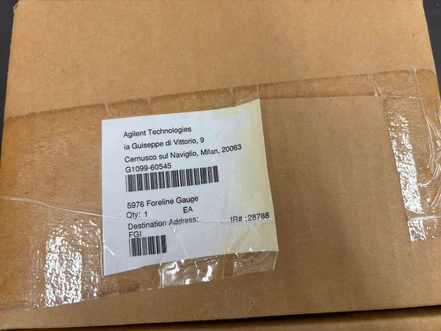 Agilent Technologies
ia Guiseppe di Vittorio, 9
Cernusco sul Naviglio, Milan, 20063
G1099-60545
5976 Foreline Gauge
Qty: 1 EA
Destination Address: IR# :28788
FGI